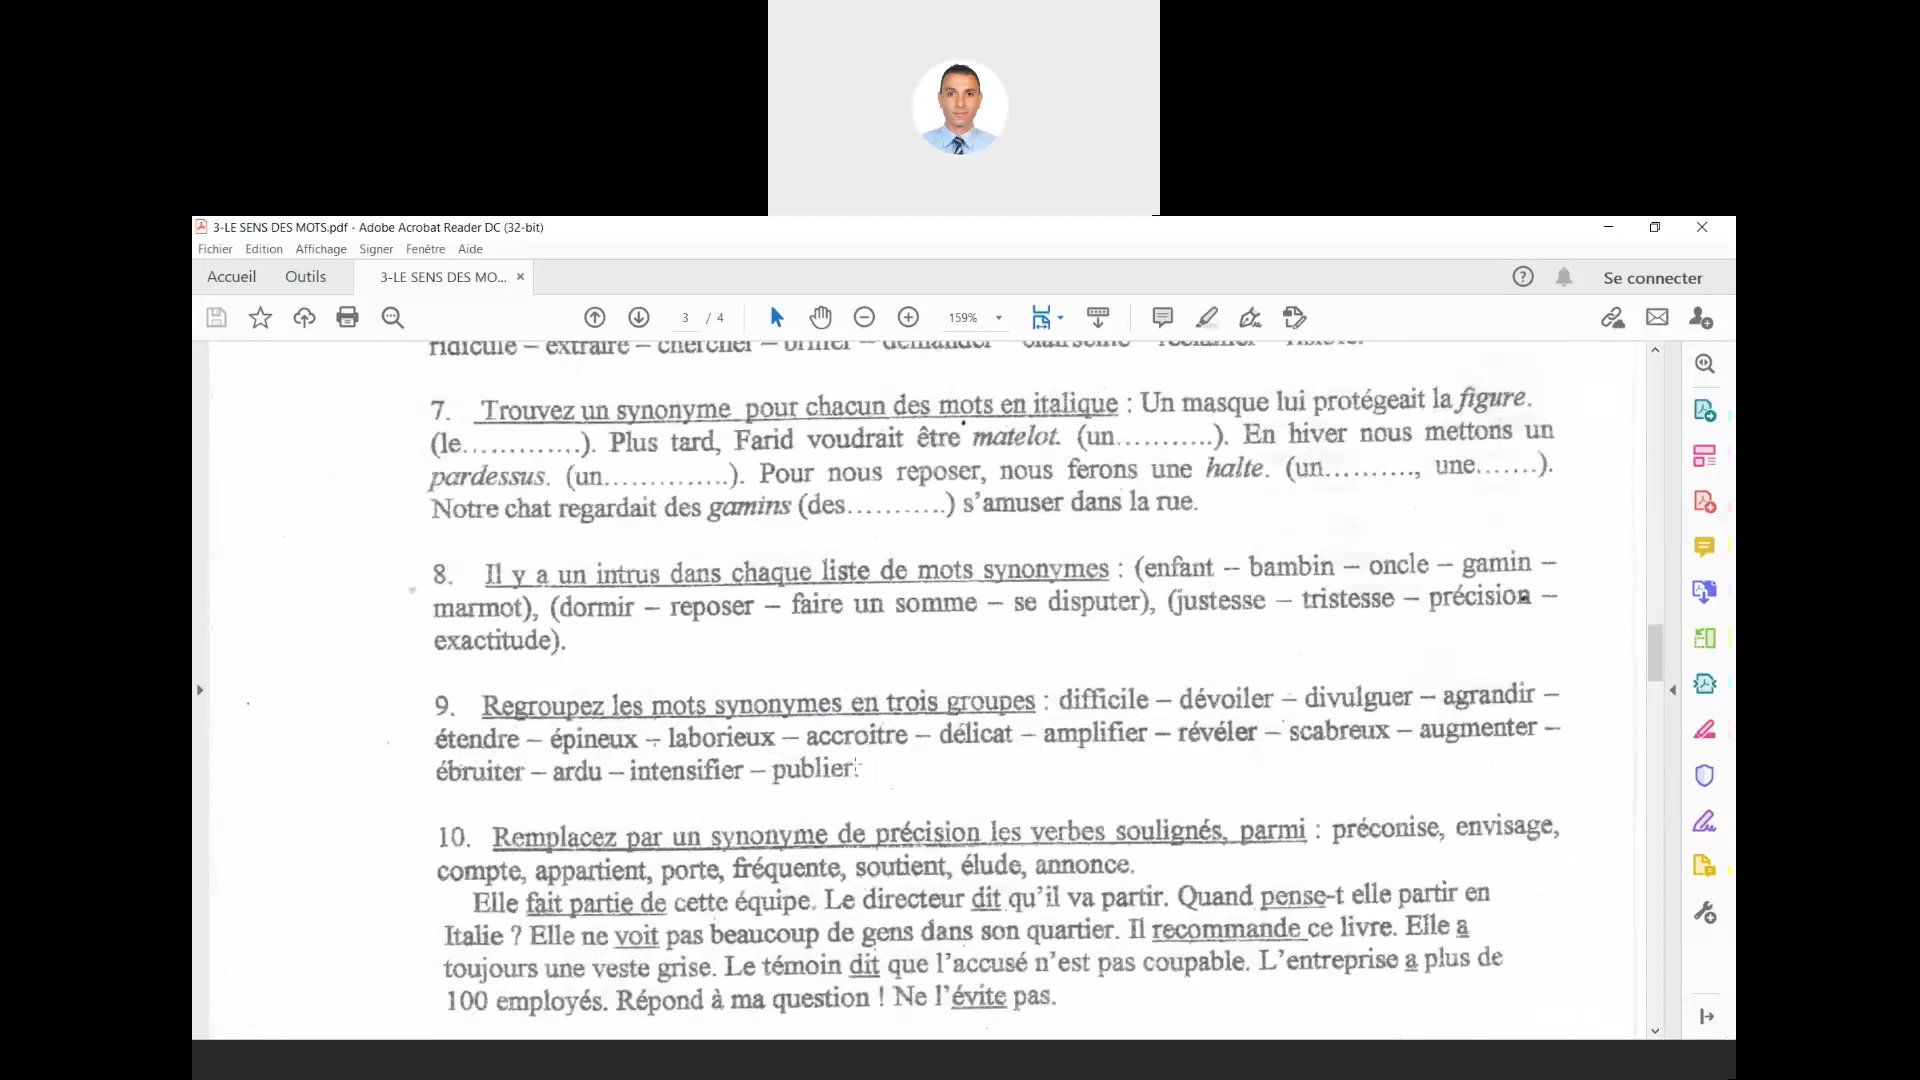 3-LE SENS DES MOTS.pdf - Adobe Acrobat Reader DC (32-bit)
Fichier Edition Affichage Signer Fenêtre Aide
Accueil Outils 3-LE SENS DES MO... × Se connecter
3 / 4 159%
ridicule – extraire – chercher – – demander – – –
7. Trouvez un synonyme pour chacun des mots en italique : Un masque lui protégeait la figure.
(le.............). Plus tard, Farid voudrait être matelot. (un...........). En hiver nous mettons un
pardessus. (un..............). Pour nous reposer, nous ferons une halte. (un.........., une.......).
Notre chat regardait des gamins (des...........) s'amuser dans la rue.
8. Il y a un intrus dans chaque liste de mots synonymes : (enfant – bambin – oncle – gamin –
marmot), (dormir – reposer – faire un somme – se disputer), (justesse – tristesse – précision –
exactitude).
9. Regroupez les mots synonymes en trois groupes : difficile – dévoiler – divulguer – agrandir –
étendre – épineux – laborieux – accroitre – délicat – amplifier – révéler – scabreux – augmenter –
ébruiter – ardu – intensifier – publier.
10. Remplacez par un synonyme de précision les verbes soulignés, parmi : préconise, envisage,
compte, appartient, porte, fréquente, soutient, élude, annonce.
Elle fait partie de cette équipe. Le directeur dit qu'il va partir. Quand pense-t elle partir en
Italie ? Elle ne voit pas beaucoup de gens dans son quartier. Il recommande ce livre. Elle a
toujours une veste grise. Le témoin dit que l'accusé n'est pas coupable. L'entreprise a plus de
100 employés. Répond à ma question ! Ne l'évite pas.